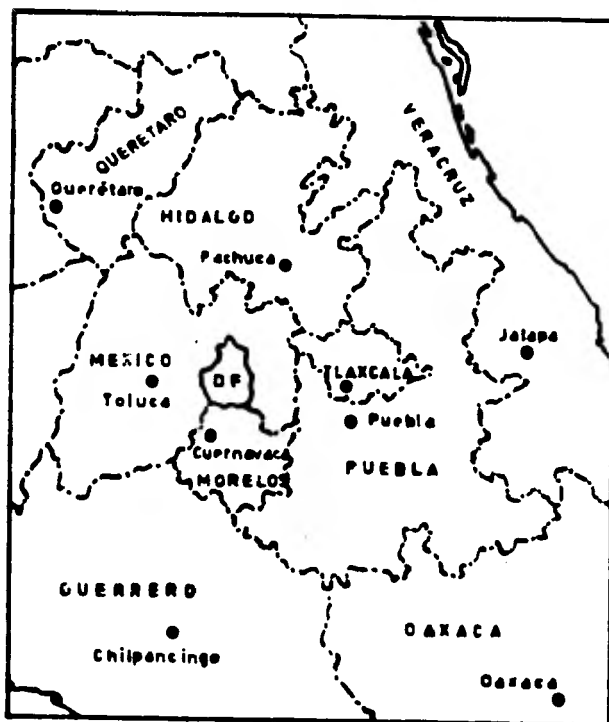 VERACRUZ
QUERETARO
Querétaro
HIDALGO
Pachuca
Jalapa
MEXICO
DF
TLAXCALA
Toluca
Puebla
Cuernavaca
PUEBLA
MORELOS
GUERRERO
OAXACA
Chilpancingo
Oaxaca